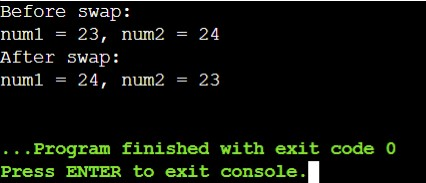 Before swap:
num1 = 23, num2 = 24
After swap:
num1 = 24, num2 = 23
...Program finished with exit code 0
Press ENTER to exit console.